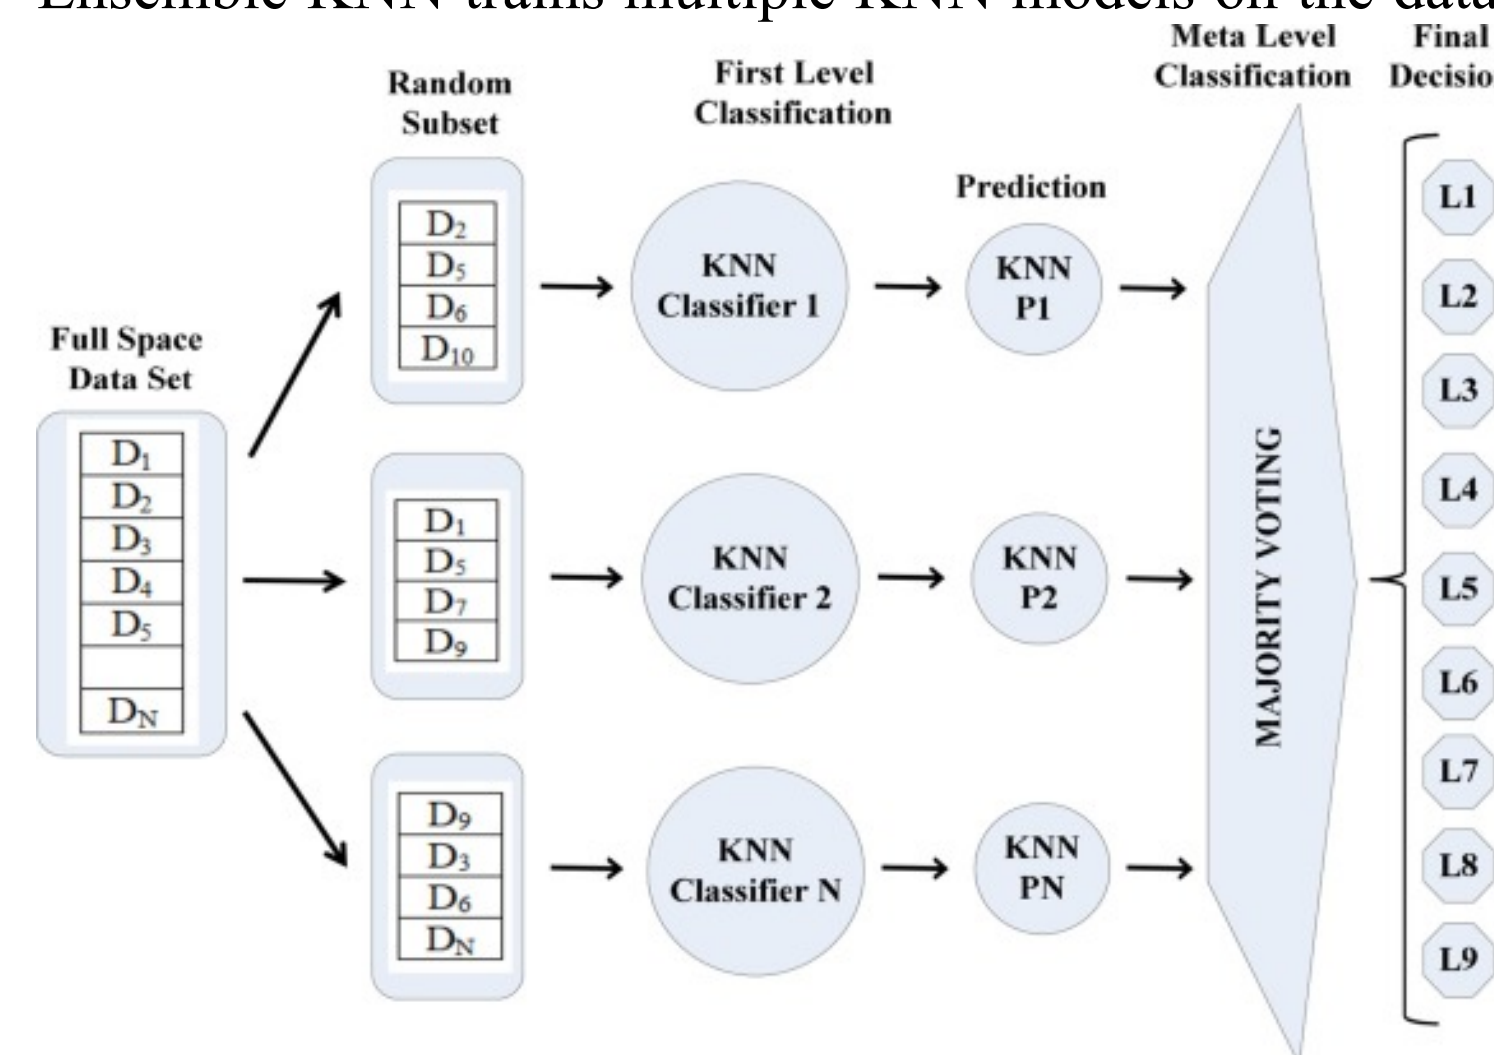 Ensemble KNN trains multiple KNN models on the data
Meta Level
Classification
Final
Decisio
First Level
Classification
Random
Subset
Prediction
Full Space
Data Set
D1
D2
D3
D4
D5
DN
D2
D5
D6
D10
KNN
Classifier 1
KNN
P1
D1
D5
D7
D9
KNN
Classifier 2
KNN
P2
D9
D3
D6
DN
KNN
Classifier N
KNN
PN
MAJORITY VOTING
L1
L2
L3
L4
L5
L6
L7
L8
L9